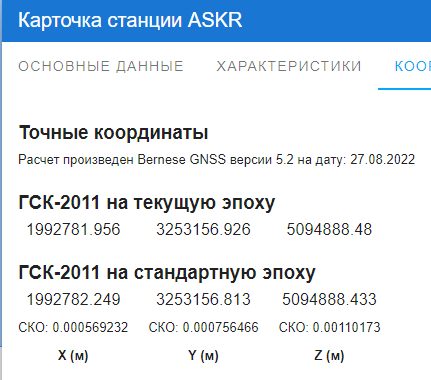 Карточка станции ASKR
ОСНОВНЫЕ ДАННЫЕ ХАРАКТЕРИСТИКИ КООР
Точные координаты
Расчет произведен Bernese GNSS версии 5.2 на дату: 27.08.2022
ГСК-2011 на текущую эпоху
1992781.956 3253156.926 5094888.48
ГСК-2011 на стандартную эпоху
1992782.249 3253156.813 5094888.433
СКО: 0.000569232 СКО: 0.000756466 СКО: 0.00110173
X (м) Y (м) Z (м)